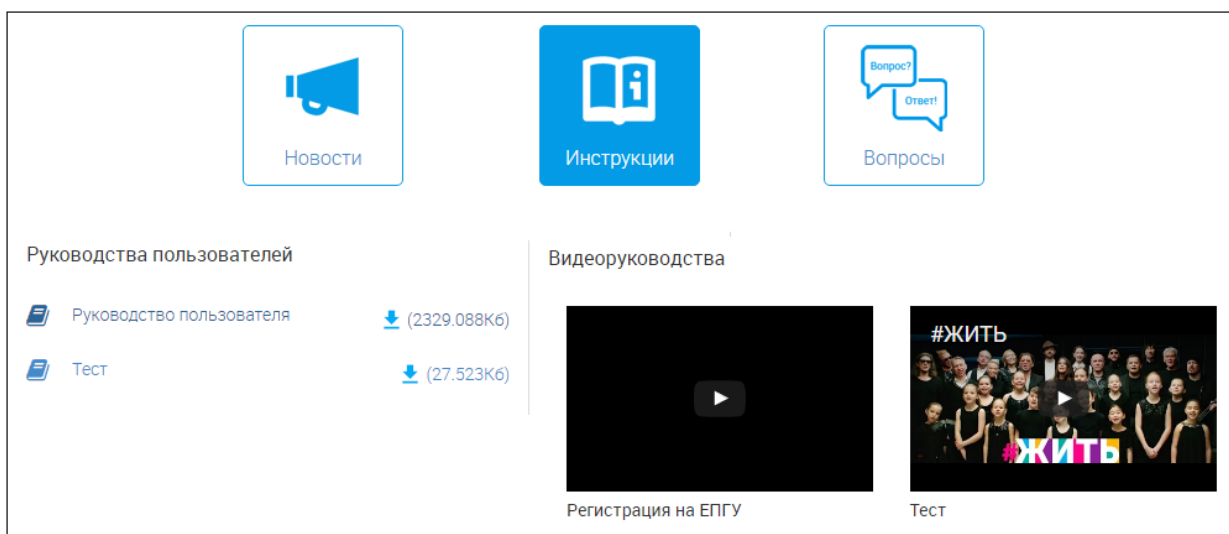 Вопрос?
Ответ!
Новости
Инструкции
Вопросы
Руководства пользователей
Руководство пользователя
(2329.088Кб)
Тест
(27.523Кб)
Видеоруководства
#ЖИТЬ
#ЖИТЬ
Регистрация на ЕПГУ
Тест